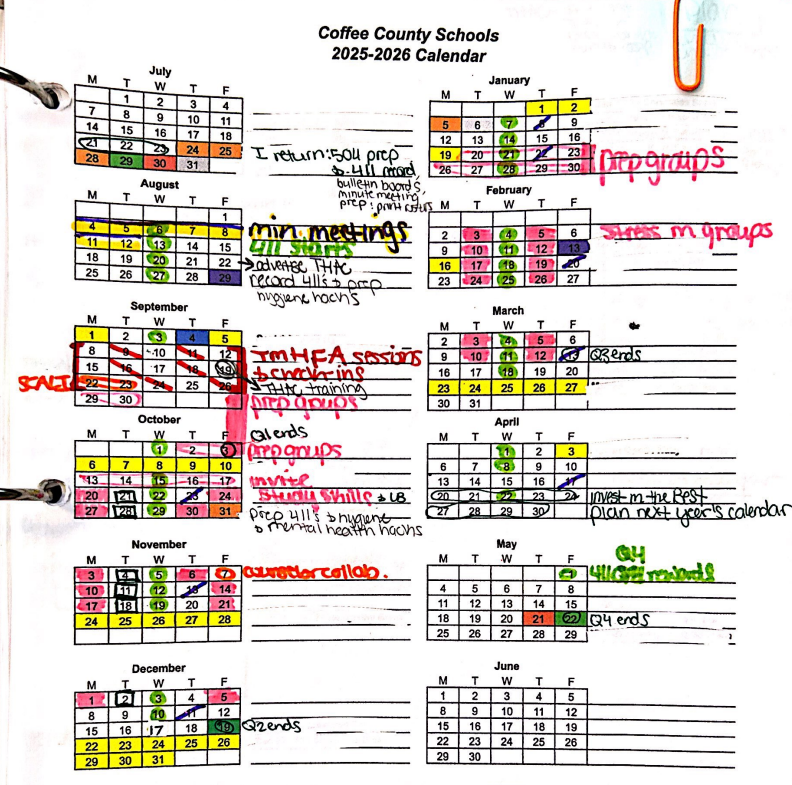 Coffee County Schools
2025-2026 Calendar
July
M T W T F
1 2 3 4
7 8 9 10 11
14 15 16 17 18
21 22 23 24 25
28 29 30 31
I return: 504 prep
bulletin boards,
minute meeting
prep
August
1
4 5 6 7 8
11 12 13 14 15
18 19 20 21 22
25 26 27 28 29
min. meetings
411 starts
advertise
record 411's prep
hygiene hacks
September
M T W T F
1 2 3 4 5
8 9 10 11 12
15 16 17 18 19
22 23 24 25 26
29 30
TMHFA sessions
check-ins
training
prep groups
October
M T W T F
1 2 3
6 7 8 9 10
13 14 15 16 17
20 21 22 23 24
27 28 29 30 31
Q1 ends
prep groups
invite
study skills
prep 411's hygiene
mental health hacks
November
M T W T F
3 4 5 6 7
10 11 12 13 14
17 18 19 20 21
24 25 26 27 28
collab.
December
M T W T F
1 2 3 4 5
8 9 10 11 12
15 16 17 18 19
22 23 24 25 26
29 30 31
Q2 ends
January
M T W T F
1 2
5 6 7 8 9
12 13 14 15 16
19 20 21 22 23
26 27 28 29 30
prep groups
February
M T W T F
2 3 4 5 6
9 10 11 12 13
16 17 18 19 20
23 24 25 26 27
stress m. groups
March
M T W T F
2 3 4 5 6
9 10 11 12 13
16 17 18 19 20
23 24 25 26 27
30 31
Q3 ends
April
M T W T F
1 2 3
6 7 8 9 10
13 14 15 16 17
20 21 22 23 24
27 28 29 30
invest in the Rest
plan next year's calendar
May
M T W T F
1
4 5 6 7 8
11 12 13 14 15
18 19 20 21 22
25 26 27 28 29
Q4
411 rewards
Q4 ends
June
M T W T F
1 2 3 4 5
8 9 10 11 12
15 16 17 18 19
22 23 24 25 26
29 30